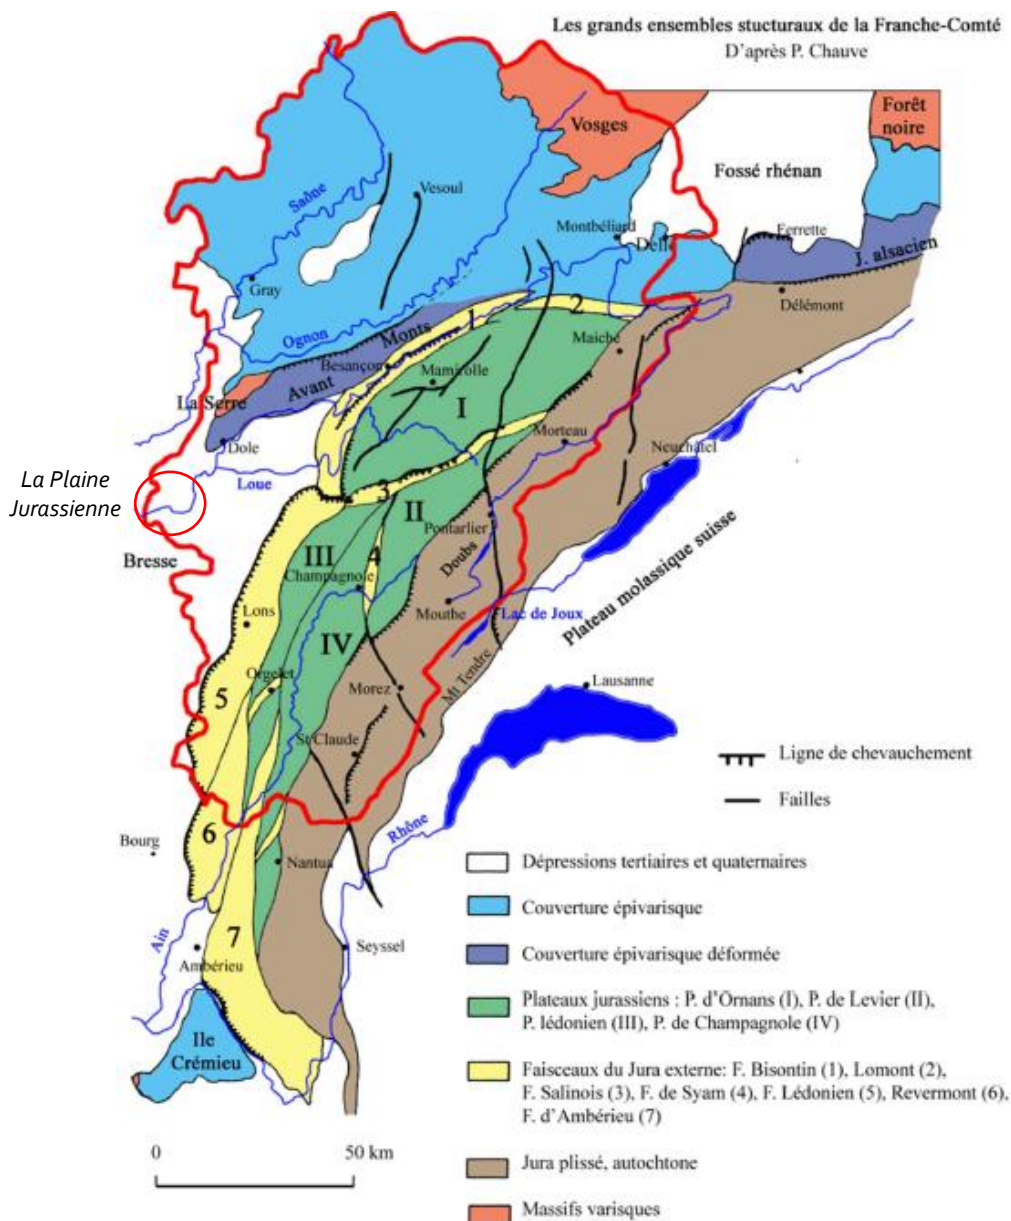 Les grands ensembles stucturaux de la Franche-Comté
D'après P. Chauve
Vosges
Forêt
noire
Fossé rhénan
Saône
Vesoul
Montbéliard
Delle
Ferrette
J. alsacien
Gray
Délémont
Ognon
Monts
1
2
Maiche
Besançon
Mamirolle
Avant
La Serre
I
Dole
Morteau
Neuchatel
La Plaine
Jurassienne
Loue
3
II
Pontarlier
Bresse
III
4
Champagnole
Doubs
Plateau molassique suisse
Mouthe
Lac de Joux
Lons
IV
Orgelet
Morez
Mt Tendre
Lausanne
5
St Claude
Ligne de chevauchement
Failles
6
Rhône
Bourg
Nantua
Dépressions tertiaires et quaternaires
Couverture épivarisque
Ain
7
Seyssel
Ambérieu
Couverture épivarisque déformée
Plateaux jurassiens : P. d'Ornans (I), P. de Levier (II),
P. lédonien (III), P. de Champagnole (IV)
Ile
Crémieu
Faisceaux du Jura externe: F. Bisontin (1), Lomont (2),
F. Salinois (3), F. de Syam (4), F. Lédonien (5), Revermont (6),
F. d'Ambérieu (7)
0
50 km
Jura plissé, autochtone
Massifs varisques